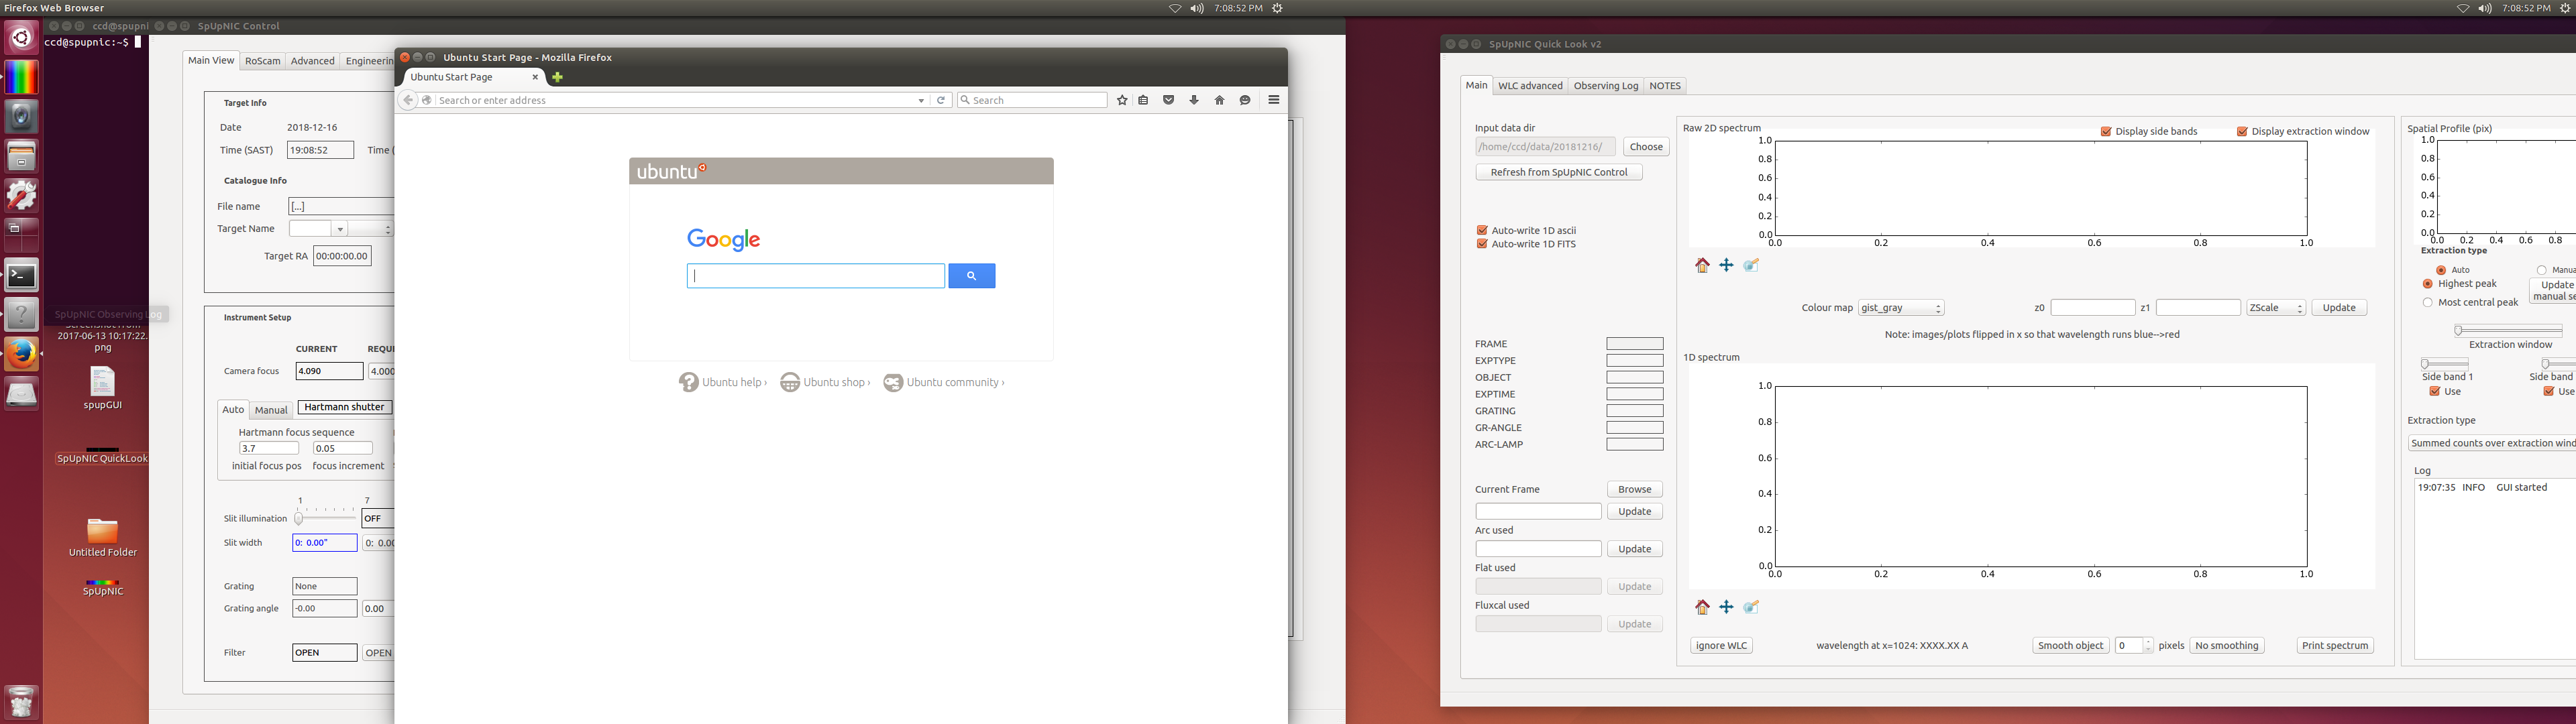 Firefox Web Browser
7:08:52 PM
7:08:52 PM
ccd@spupni
SpUpNIC Control
ccd@spupnic:~$
Main View
RoScam
Advanced
Engineerin
Target Info
Date
2018-12-16
Time (SAST)
19:08:52
Time (
Catalogue Info
File name
[...]
Target Name
Target RA
00:00:00.00
SpUpNIC Observing Log
2017-06-13 10:17:22.
png
spupGUI
SpUpNIC QuickLook
Untitled Folder
SpUpNIC
Instrument Setup
CURRENT
REQUI
Camera focus
4.090
4.000
Auto
Manual
Hartmann shutter
Hartmann focus sequence
3.7
0.05
initial focus pos
focus increment
1
7
Slit illumination
OFF
Slit width
0: 0.00"
0: 0.00
Grating
None
Grating angle
-0.00
0.00
Filter
OPEN
OPEN
Ubuntu Start Page - Mozilla Firefox
Ubuntu Start Page
Search or enter address
Search
ubuntu
Google
Ubuntu help ›
Ubuntu shop ›
Ubuntu community ›
SpUpNIC Quick Look v2
Main
WLC advanced
Observing Log
NOTES
Input data dir
/home/ccd/data/20181216/
Choose
Refresh from SpUpNIC Control
Auto-write 1D ascii
Auto-write 1D FITS
FRAME
EXPTYPE
OBJECT
EXPTIME
GRATING
GR-ANGLE
ARC-LAMP
Current Frame
Browse
Update
Arc used
Update
Flat used
Update
Fluxcal used
Update
Raw 2D spectrum
Display side bands
Display extraction window
1.0
0.8
0.6
0.4
0.2
0.0
0.0 0.2 0.4 0.6 0.8 1.0
Colour map
gist_gray
z0
z1
ZScale
Update
Note: images/plots flipped in x so that wavelength runs blue-->red
1D spectrum
1.0
0.8
0.6
0.4
0.2
0.0
0.0 0.2 0.4 0.6 0.8 1.0
ignore WLC
wavelength at x=1024: XXXX.XX A
Smooth object
0
pixels
No smoothing
Print spectrum
Spatial Profile (pix)
1.0
0.8
0.6
0.4
0.2
0.0
0.0 0.2 0.4 0.6 0.8
Extraction type
Auto
Manua
Highest peak
Most central peak
Update
manual se
Extraction window
Side band 1
Side band
Use
Use
Extraction type
Summed counts over extraction wind
Log
19:07:35 INFO GUI started